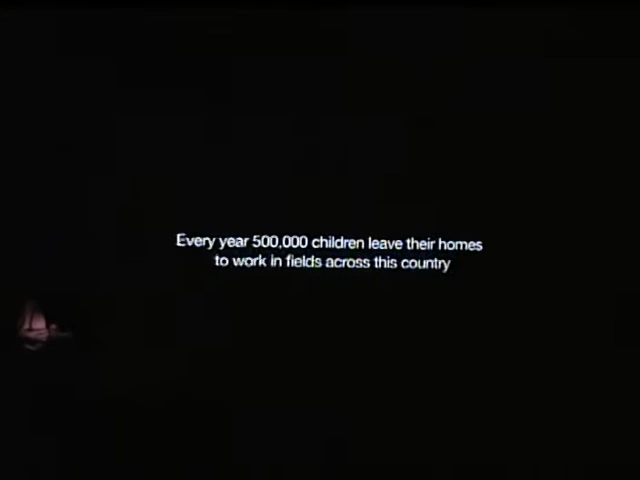 Every year 500,000 children leave their homes
to work in fields across this country